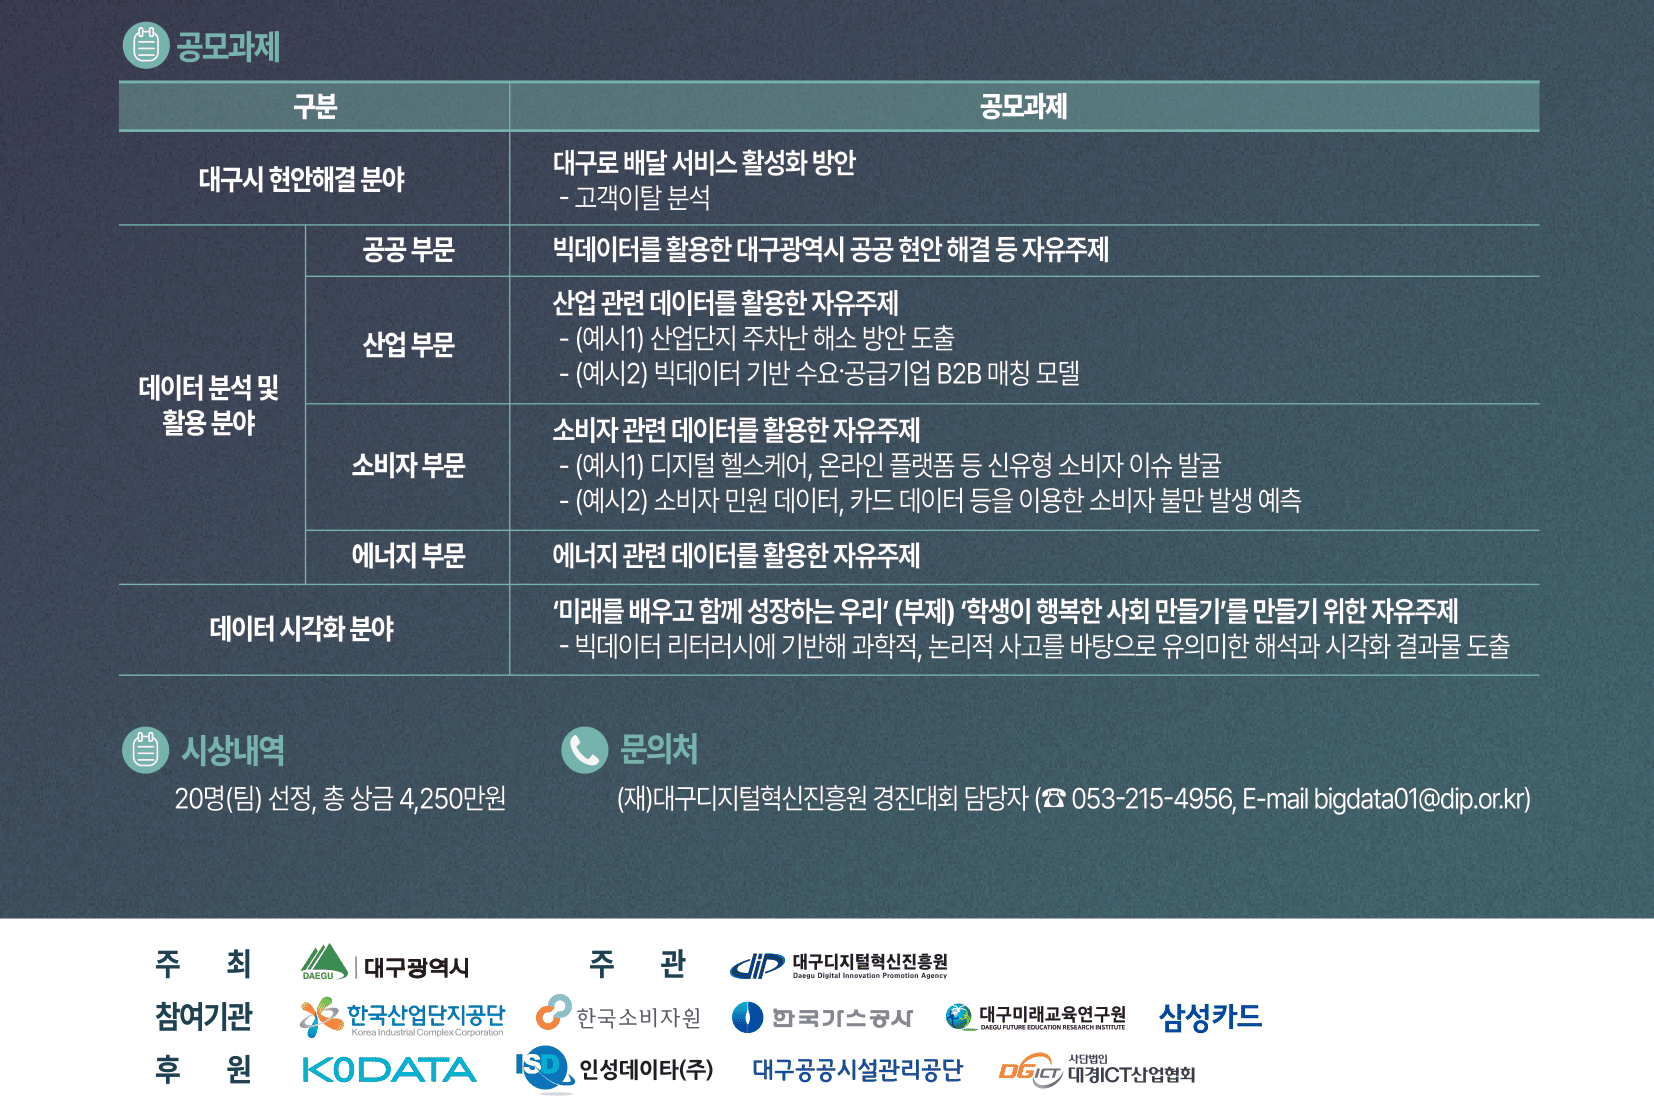 공모과제
구분 공모과제
대구시 현안해결 분야
대구로 배달 서비스 활성화 방안
- 고객이탈 분석
데이터 분석 및
활용 분야
공공 부문
빅데이터를 활용한 대구광역시 공공 현안 해결 등 자유주제
산업 부문
산업 관련 데이터를 활용한 자유주제
- (예시1) 산업단지 주차난 해소 방안 도출
- (예시2) 빅데이터 기반 수요·공급기업 B2B 매칭 모델
소비자 부문
소비자 관련 데이터를 활용한 자유주제
- (예시1) 디지털 헬스케어, 온라인 플랫폼 등 신유형 소비자 이슈 발굴
- (예시2) 소비자 민원 데이터, 카드 데이터 등을 이용한 소비자 불만 발생 예측
에너지 부문
에너지 관련 데이터를 활용한 자유주제
데이터 시각화 분야
‘미래를 배우고 함께 성장하는 우리’ (부제) ‘학생이 행복한 사회 만들기’를 만들기 위한 자유주제
- 빅데이터 리터러시에 기반해 과학적, 논리적 사고를 바탕으로 유의미한 해석과 시각화 결과물 도출
시상내역
20명(팀) 선정, 총 상금 4,250만원
문의처
(재)대구디지털혁신진흥원 경진대회 담당자 (☎ 053-215-4956, E-mail bigdata01@dip.or.kr)
주 최 DAEGU 대구광역시
주 관 DIP 대구디지털혁신진흥원
Daegu Digital Innovation Promotion Agency
참여기관 한국산업단지공단
Korea Industrial Complex Corporation
한국소비자원
한국가스공사
대구미래교육연구원
DAEGU FUTURE EDUCATION RESEARCH INSTITUTE
삼성카드
후 원 KODATA
ISD 인성데이타(주)
대구공공시설관리공단
DGICT 사단법인
대경ICT산업협회